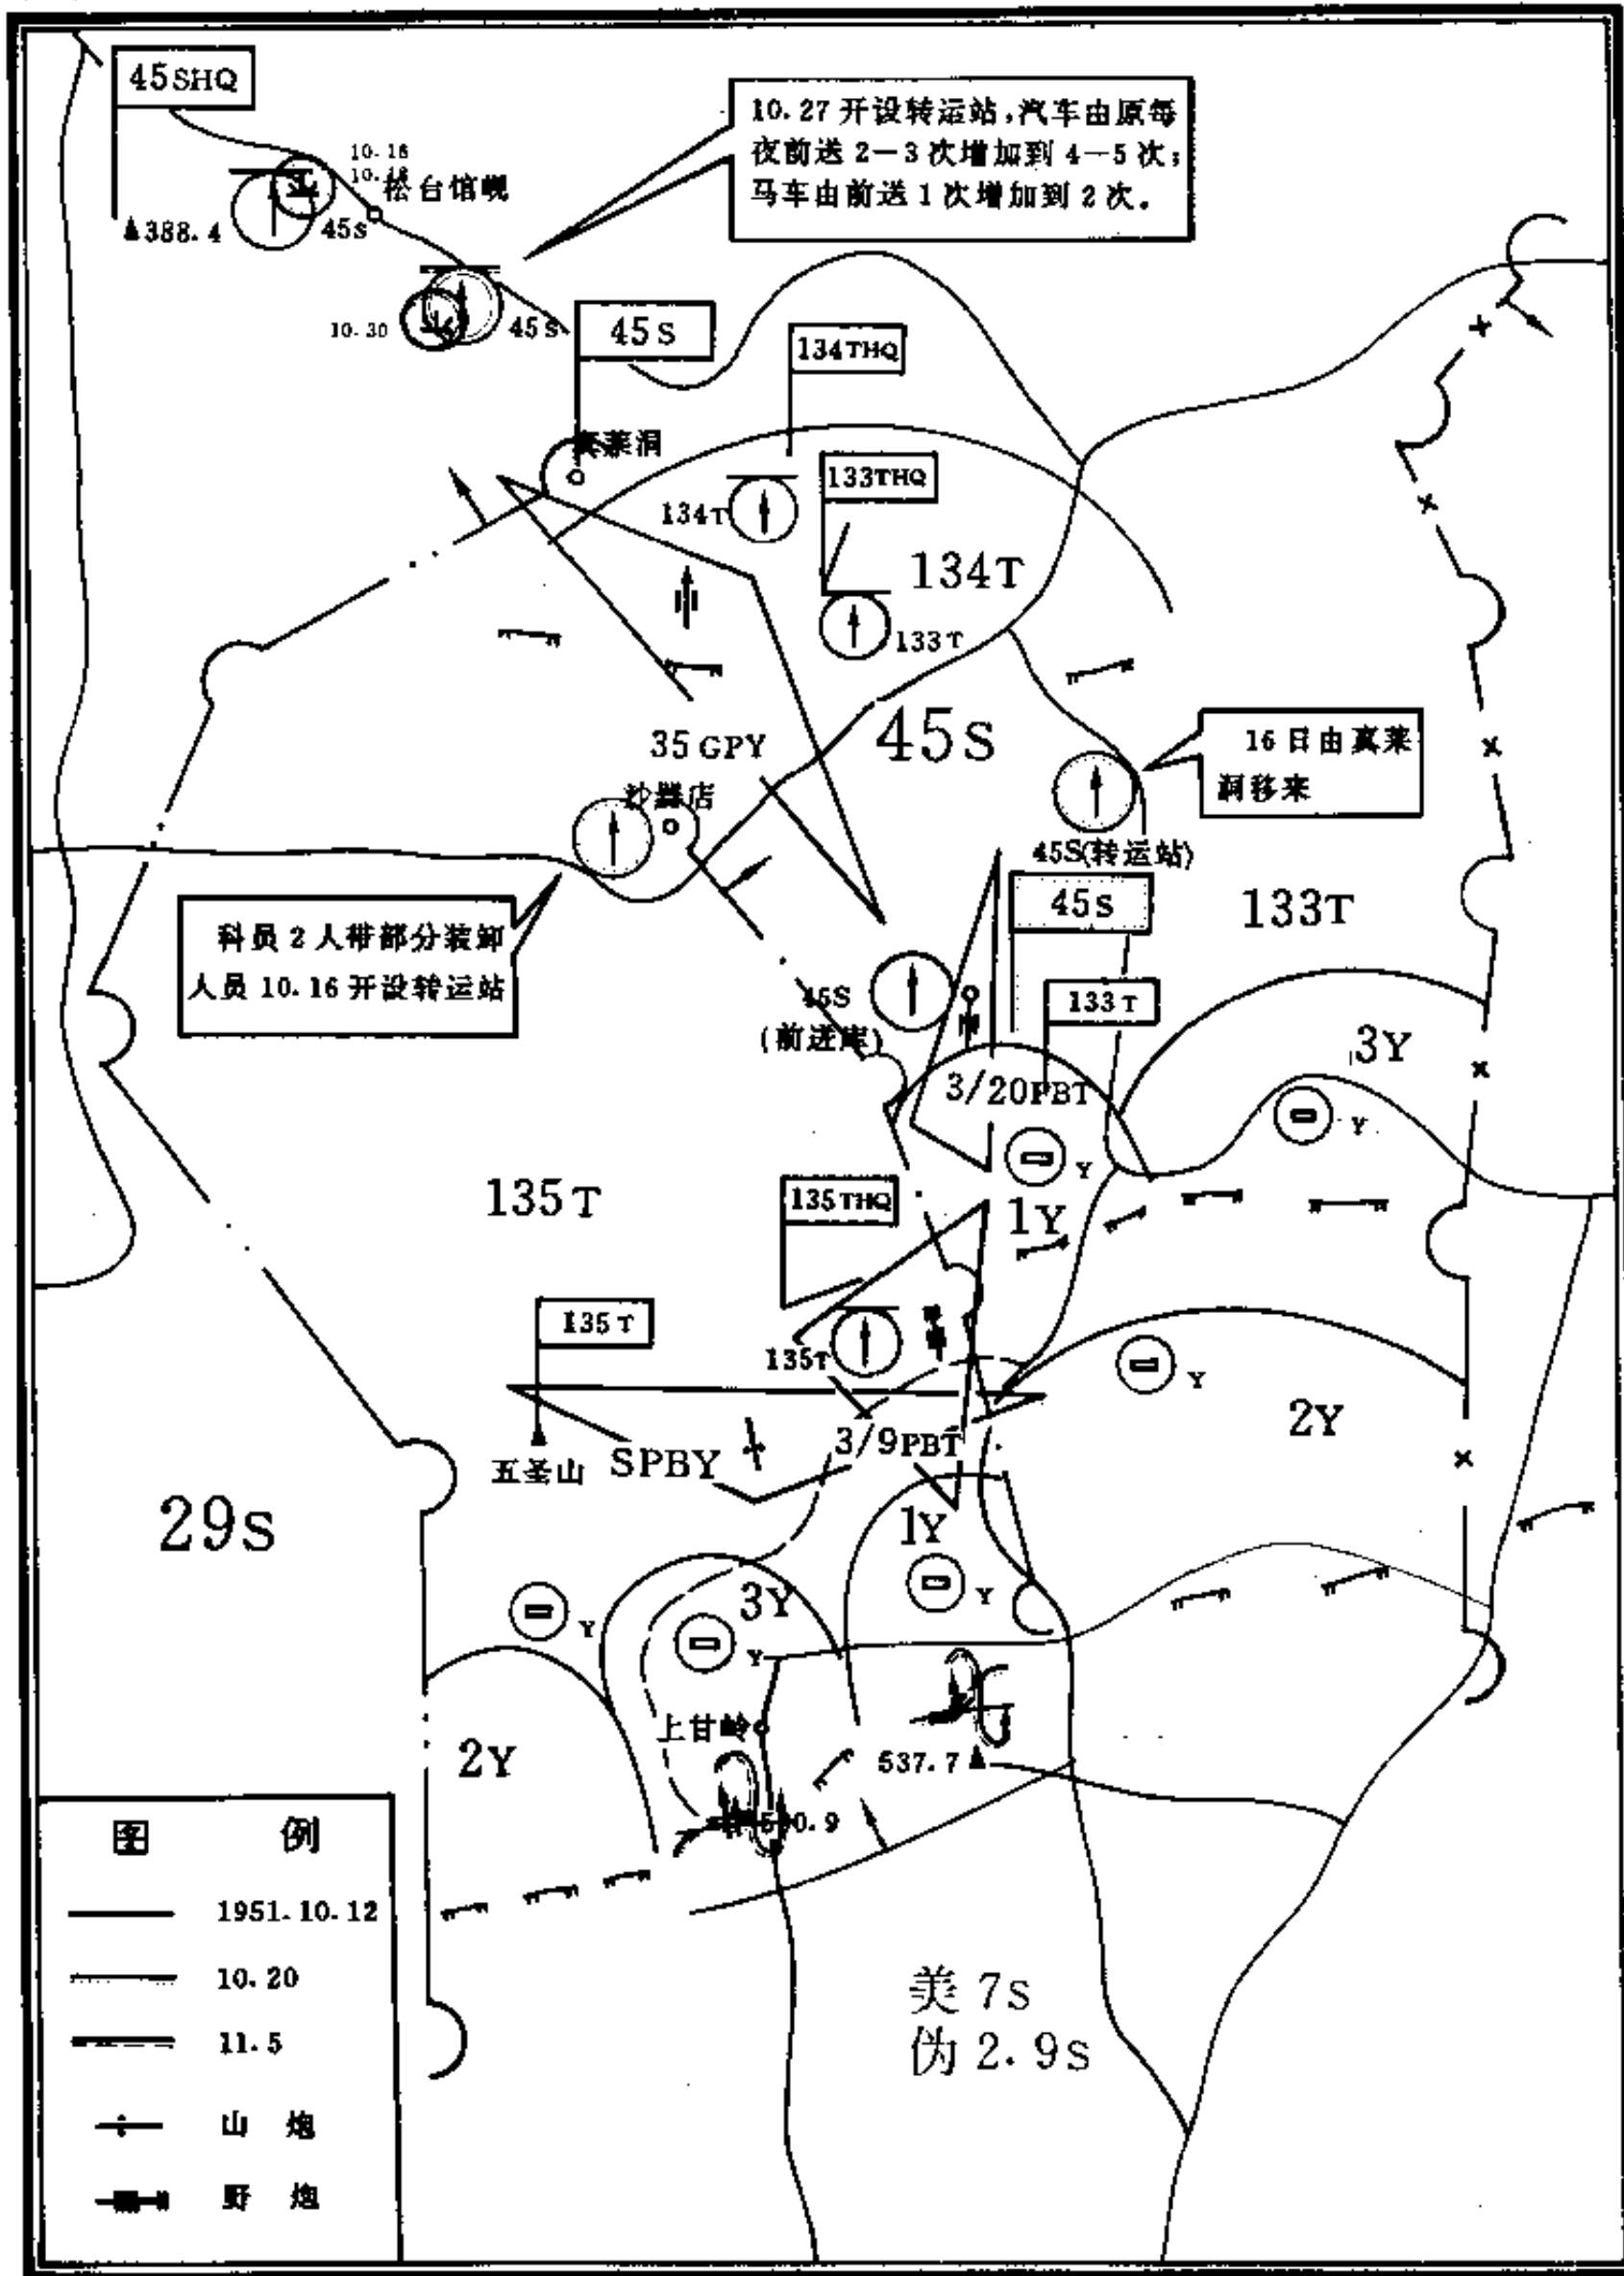 45SHQ
10.27 开设转运站,汽车由原每
夜前送 2－3 次增加到 4－5 次;
马车由前送 1 次增加到 2 次。
10.16
松台馆岘
388.4
45S
10.30
45S
45S
134THQ
133THQ
134T
134T
133T
45S
35GPY
16 日由真莱
洞移来
45S(转运站)
45S
133T
科员 2 人带部分装卸
人员 10.16 开设转运站
45S
(前进库)
133T
3Y
3/20PBT
Y
Y
135T
135THQ
1Y
135T
135T
Y
2Y
3/9PBT
五圣山
SPBY
29S
1Y
Y
3Y
Y
Y
上甘岭
537.7
2Y
图 例
1951.10.12
10.20
11.5
山 炮
野 炮
美 7S
伪 2.9S